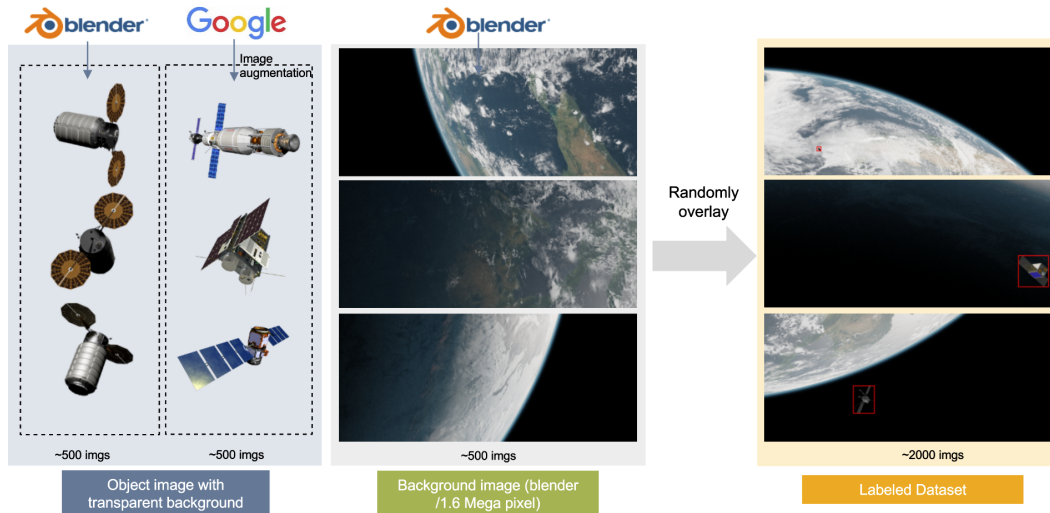 blender
Google
blender
Image
augmentation
Randomly
overlay
~500 imgs
~500 imgs
~500 imgs
~2000 imgs
Object image with
transparent background
Background image (blender
/1.6 Mega pixel)
Labeled Dataset